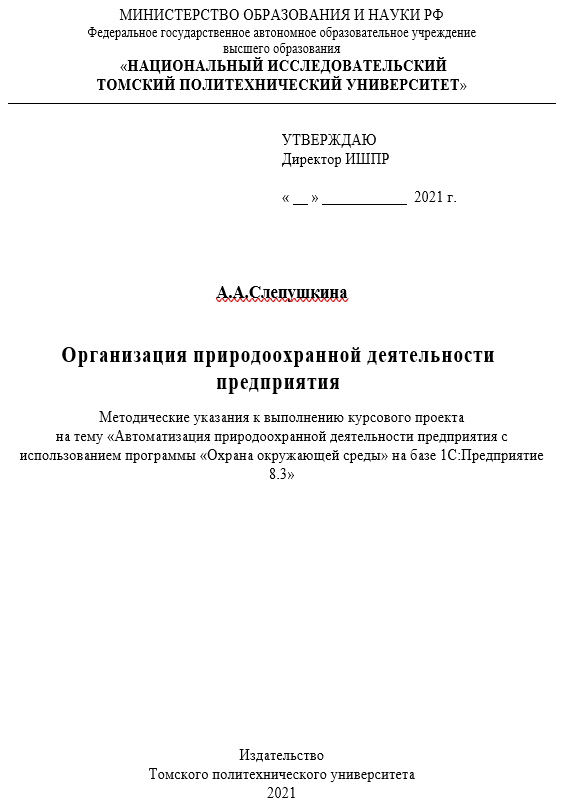 МИНИСТЕРСТВО ОБРАЗОВАНИЯ И НАУКИ РФ
Федеральное государственное автономное образовательное учреждение
высшего образования
«НАЦИОНАЛЬНЫЙ ИССЛЕДОВАТЕЛЬСКИЙ
ТОМСКИЙ ПОЛИТЕХНИЧЕСКИЙ УНИВЕРСИТЕТ»
УТВЕРЖДАЮ
Директор ИШПР
« __ » ____________ 2021 г.
А.А.Слепушкина
Организация природоохранной деятельности
предприятия
Методические указания к выполнению курсового проекта
на тему «Автоматизация природоохранной деятельности предприятия с
использованием программы «Охрана окружающей среды» на базе 1С:Предприятие
8.3»
Издательство
Томского политехнического университета
2021